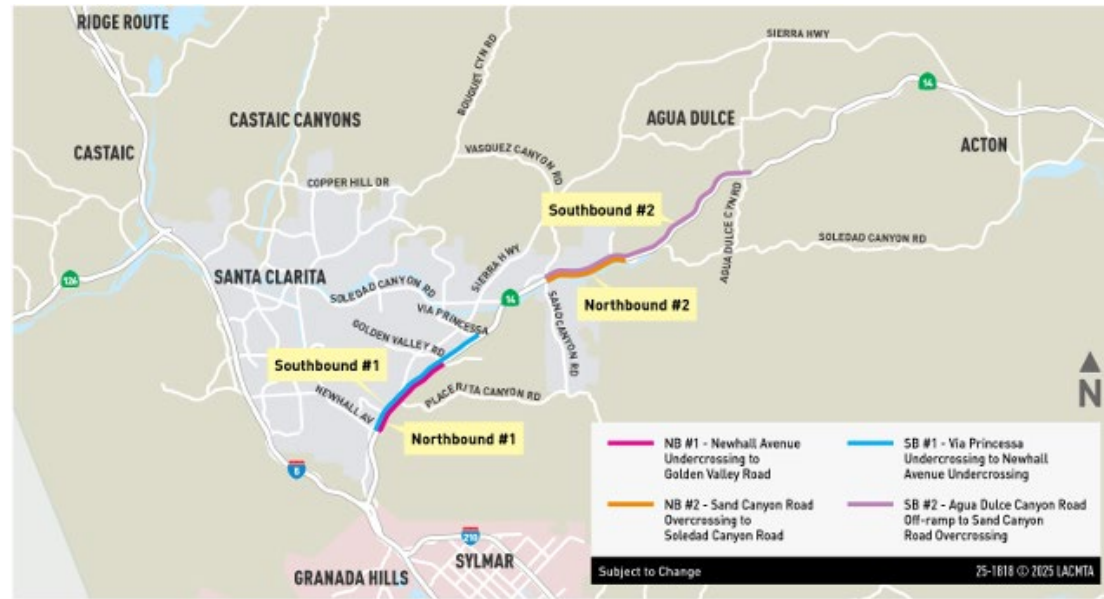 RIDGE ROUTE
SIERRA HWY
BOUQUET CYN RD
14
CASTAIC CANYONS
AGUA DULCE
ACTON
CASTAIC
VASQUEZ CANYON RD
COPPER HILL DR
Southbound #2
AGUA DULCE CYN RD
SOLEDAD CANYON RD
SIERRA HWY
126
SANTA CLARITA
SOLEDAD CANYON RD
14
Northbound #2
VIA PRINCESSA
SAND CANYON RD
GOLDEN VALLEY RD
Southbound #1
NEWHALL AV
PLACERITA CANYON RD
Northbound #1
N
5
210
SYLMAR
GRANADA HILLS
NB #1 - Newhall Avenue
Undercrossing to
Golden Valley Road
SB #1 - Via Princessa
Undercrossing to Newhall
Avenue Undercrossing
NB #2 - Sand Canyon Road
Overcrossing to
Soledad Canyon Road
SB #2 - Agua Dulce Canyon Road
Off-ramp to Sand Canyon
Road Overcrossing
Subject to Change
25-1818 © 2025 LACMTA